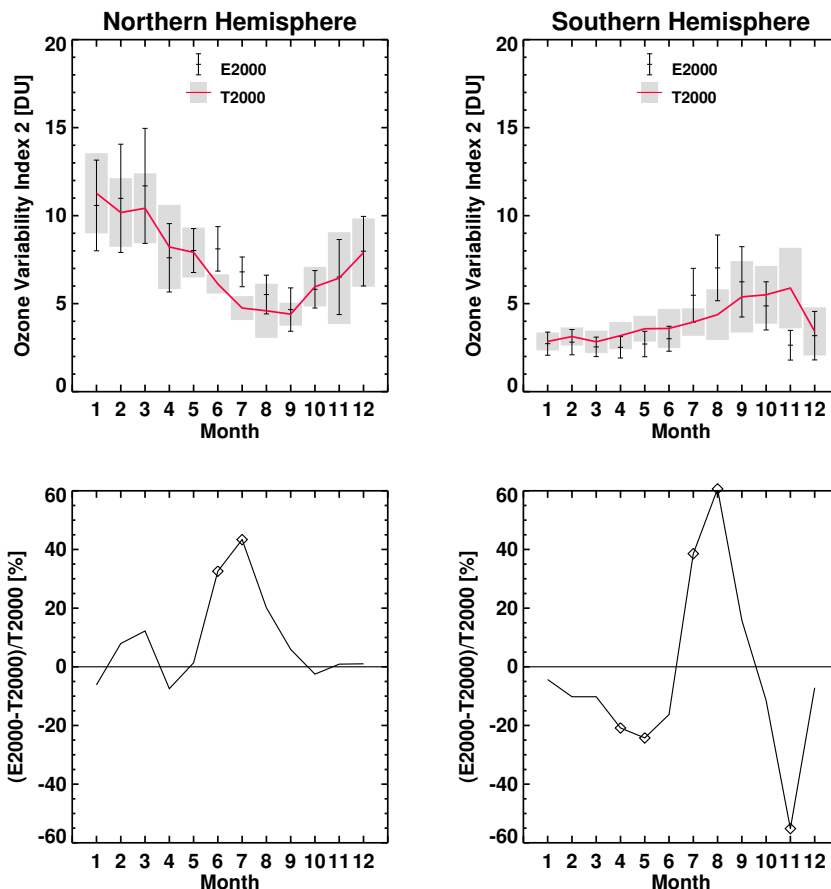 Northern Hemisphere
Ozone Variability Index 2 [DU]
20
15
10
5
0
E2000
T2000
1 2 3 4 5 6 7 8 9 10 11 12
Month
Southern Hemisphere
Ozone Variability Index 2 [DU]
20
15
10
5
0
E2000
T2000
1 2 3 4 5 6 7 8 9 10 11 12
Month
(E2000-T2000)/T2000 [%]
60
40
20
0
-20
-40
-60
1 2 3 4 5 6 7 8 9 10 11 12
Month
(E2000-T2000)/T2000 [%]
60
40
20
0
-20
-40
-60
1 2 3 4 5 6 7 8 9 10 11 12
Month